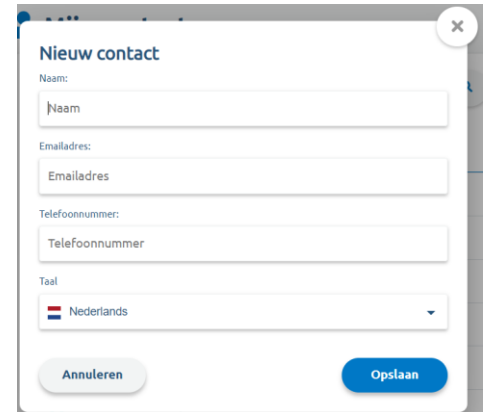 Nieuw contact
Naam:
Naam
Emailadres:
Emailadres
Telefoonnummer:
Telefoonnummer
Taal
Nederlands
Annuleren
Opslaan